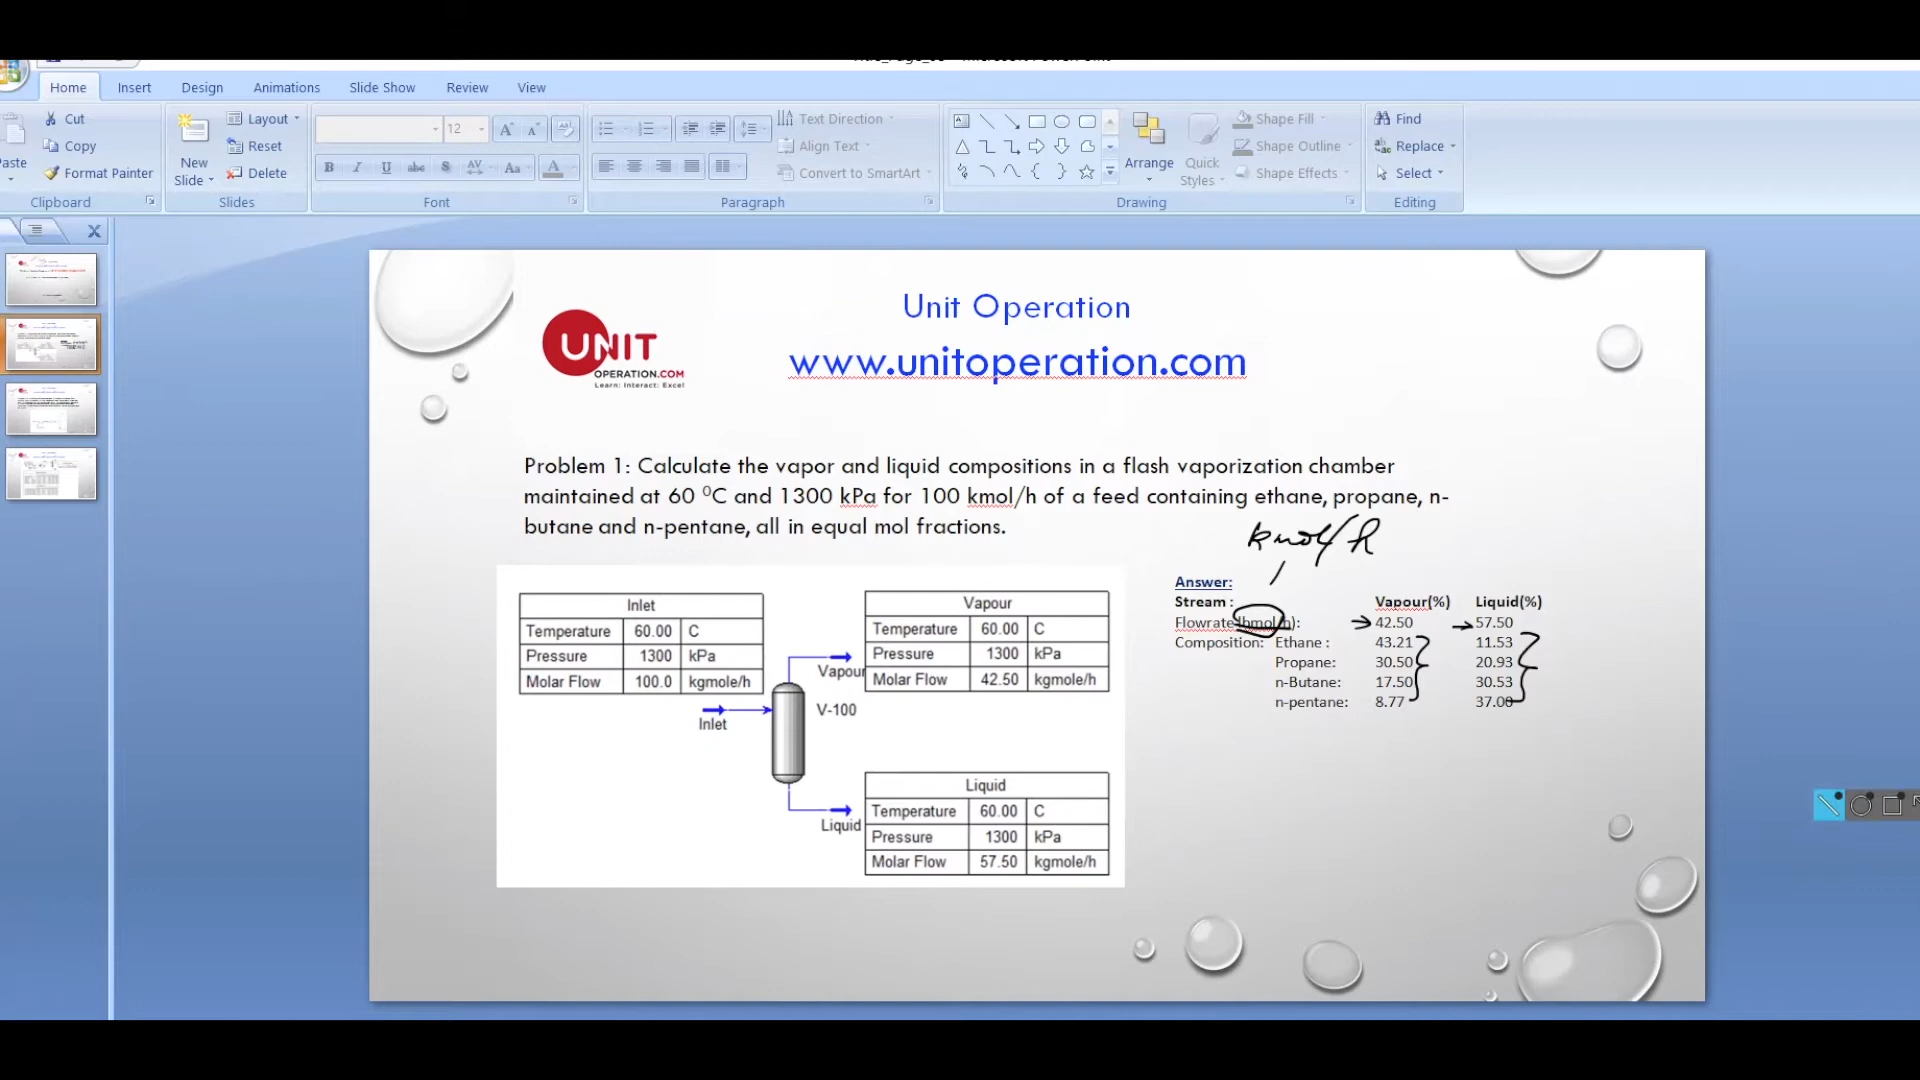 Home Insert Design Animations Slide Show Review View
Cut
Copy
Format Painter
Clipboard
New
Slide
Layout
Reset
Delete
Slides
12
Font
Text Direction
Align Text
Convert to SmartArt
Paragraph
Arrange
Quick
Styles
Shape Fill
Shape Outline
Shape Effects
Drawing
Find
Replace
Select
Editing
UNIT
OPERATION.COM
Learn: Interact: Excel
Unit Operation
www.unitoperation.com
Problem 1: Calculate the vapor and liquid compositions in a flash vaporization chamber
maintained at 60 ⁰C and 1300 kPa for 100 kmol/h of a feed containing ethane, propane, n-
butane and n-pentane, all in equal mol fractions.
kmol/h
Inlet
Temperature 60.00 C
Pressure 1300 kPa
Molar Flow 100.0 kgmole/h
Vapour
Temperature 60.00 C
Pressure 1300 kPa
Molar Flow 42.50 kgmole/h
Vapour
V-100
Inlet
Liquid
Liquid
Temperature 60.00 C
Pressure 1300 kPa
Molar Flow 57.50 kgmole/h
Answer:
Stream : Vapour(%) Liquid(%)
Flowrate 42.50 57.50
Composition: Ethane : 43.21 11.53
Propane: 30.50 20.93
n-Butane: 17.50 30.53
n-pentane: 8.77 37.00